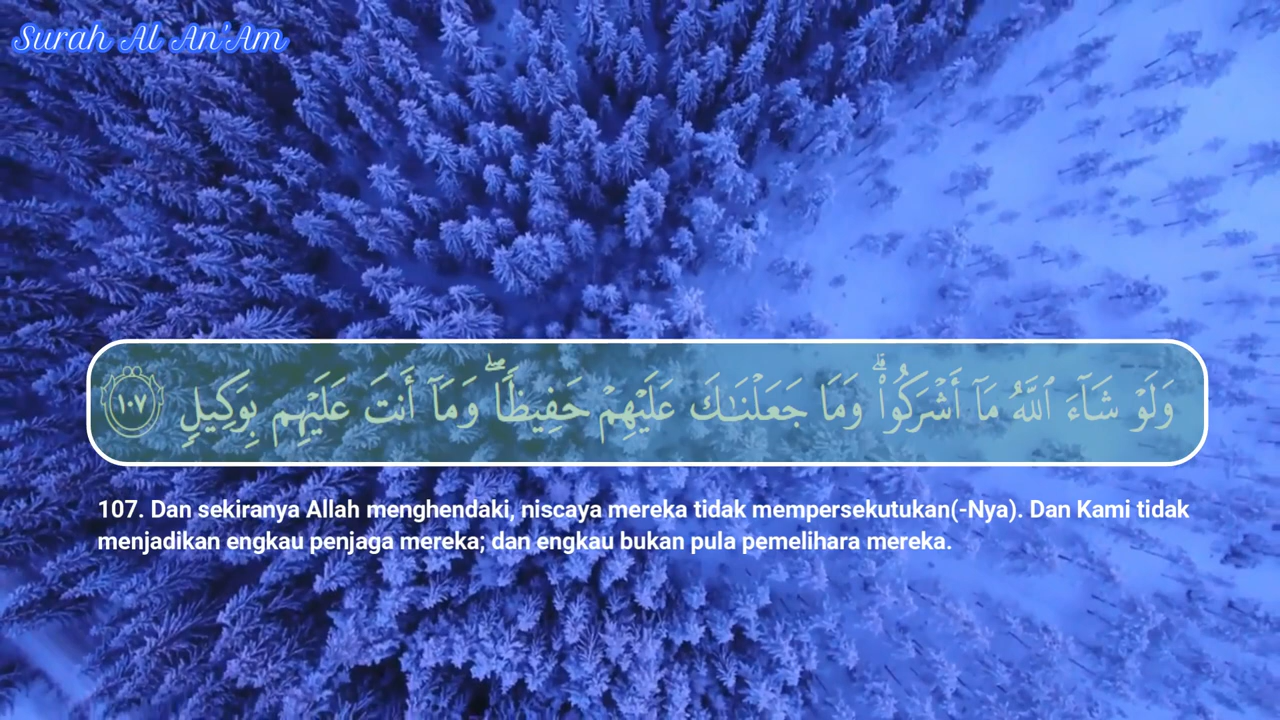 Surah Al An'Am
وَلَوْ شَآءَ ٱللَّهُ مَآ أَشْرَكُوا۟ ۗ وَمَا جَعَلْنَـٰكَ عَلَيْهِمْ حَفِيظًا ۖ وَمَآ أَنتَ عَلَيْهِم بِوَكِيلٍ ١٠٧
107. Dan sekiranya Allah menghendaki, niscaya mereka tidak mempersekutukan(-Nya). Dan Kami tidak
menjadikan engkau penjaga mereka; dan engkau bukan pula pemelihara mereka.